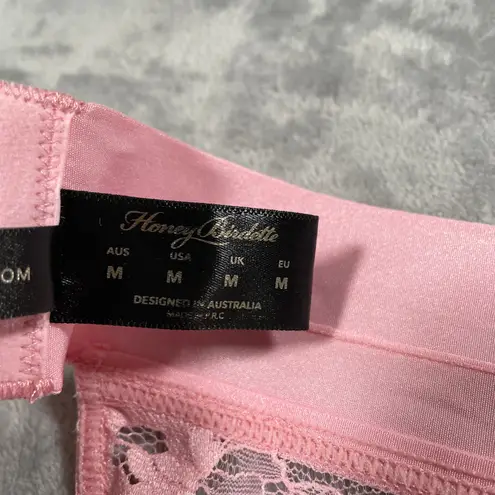 Honey Birdette
AUS USA UK EU
M M M M
DESIGNED IN AUSTRALIA
MADE IN P.R.C
OM